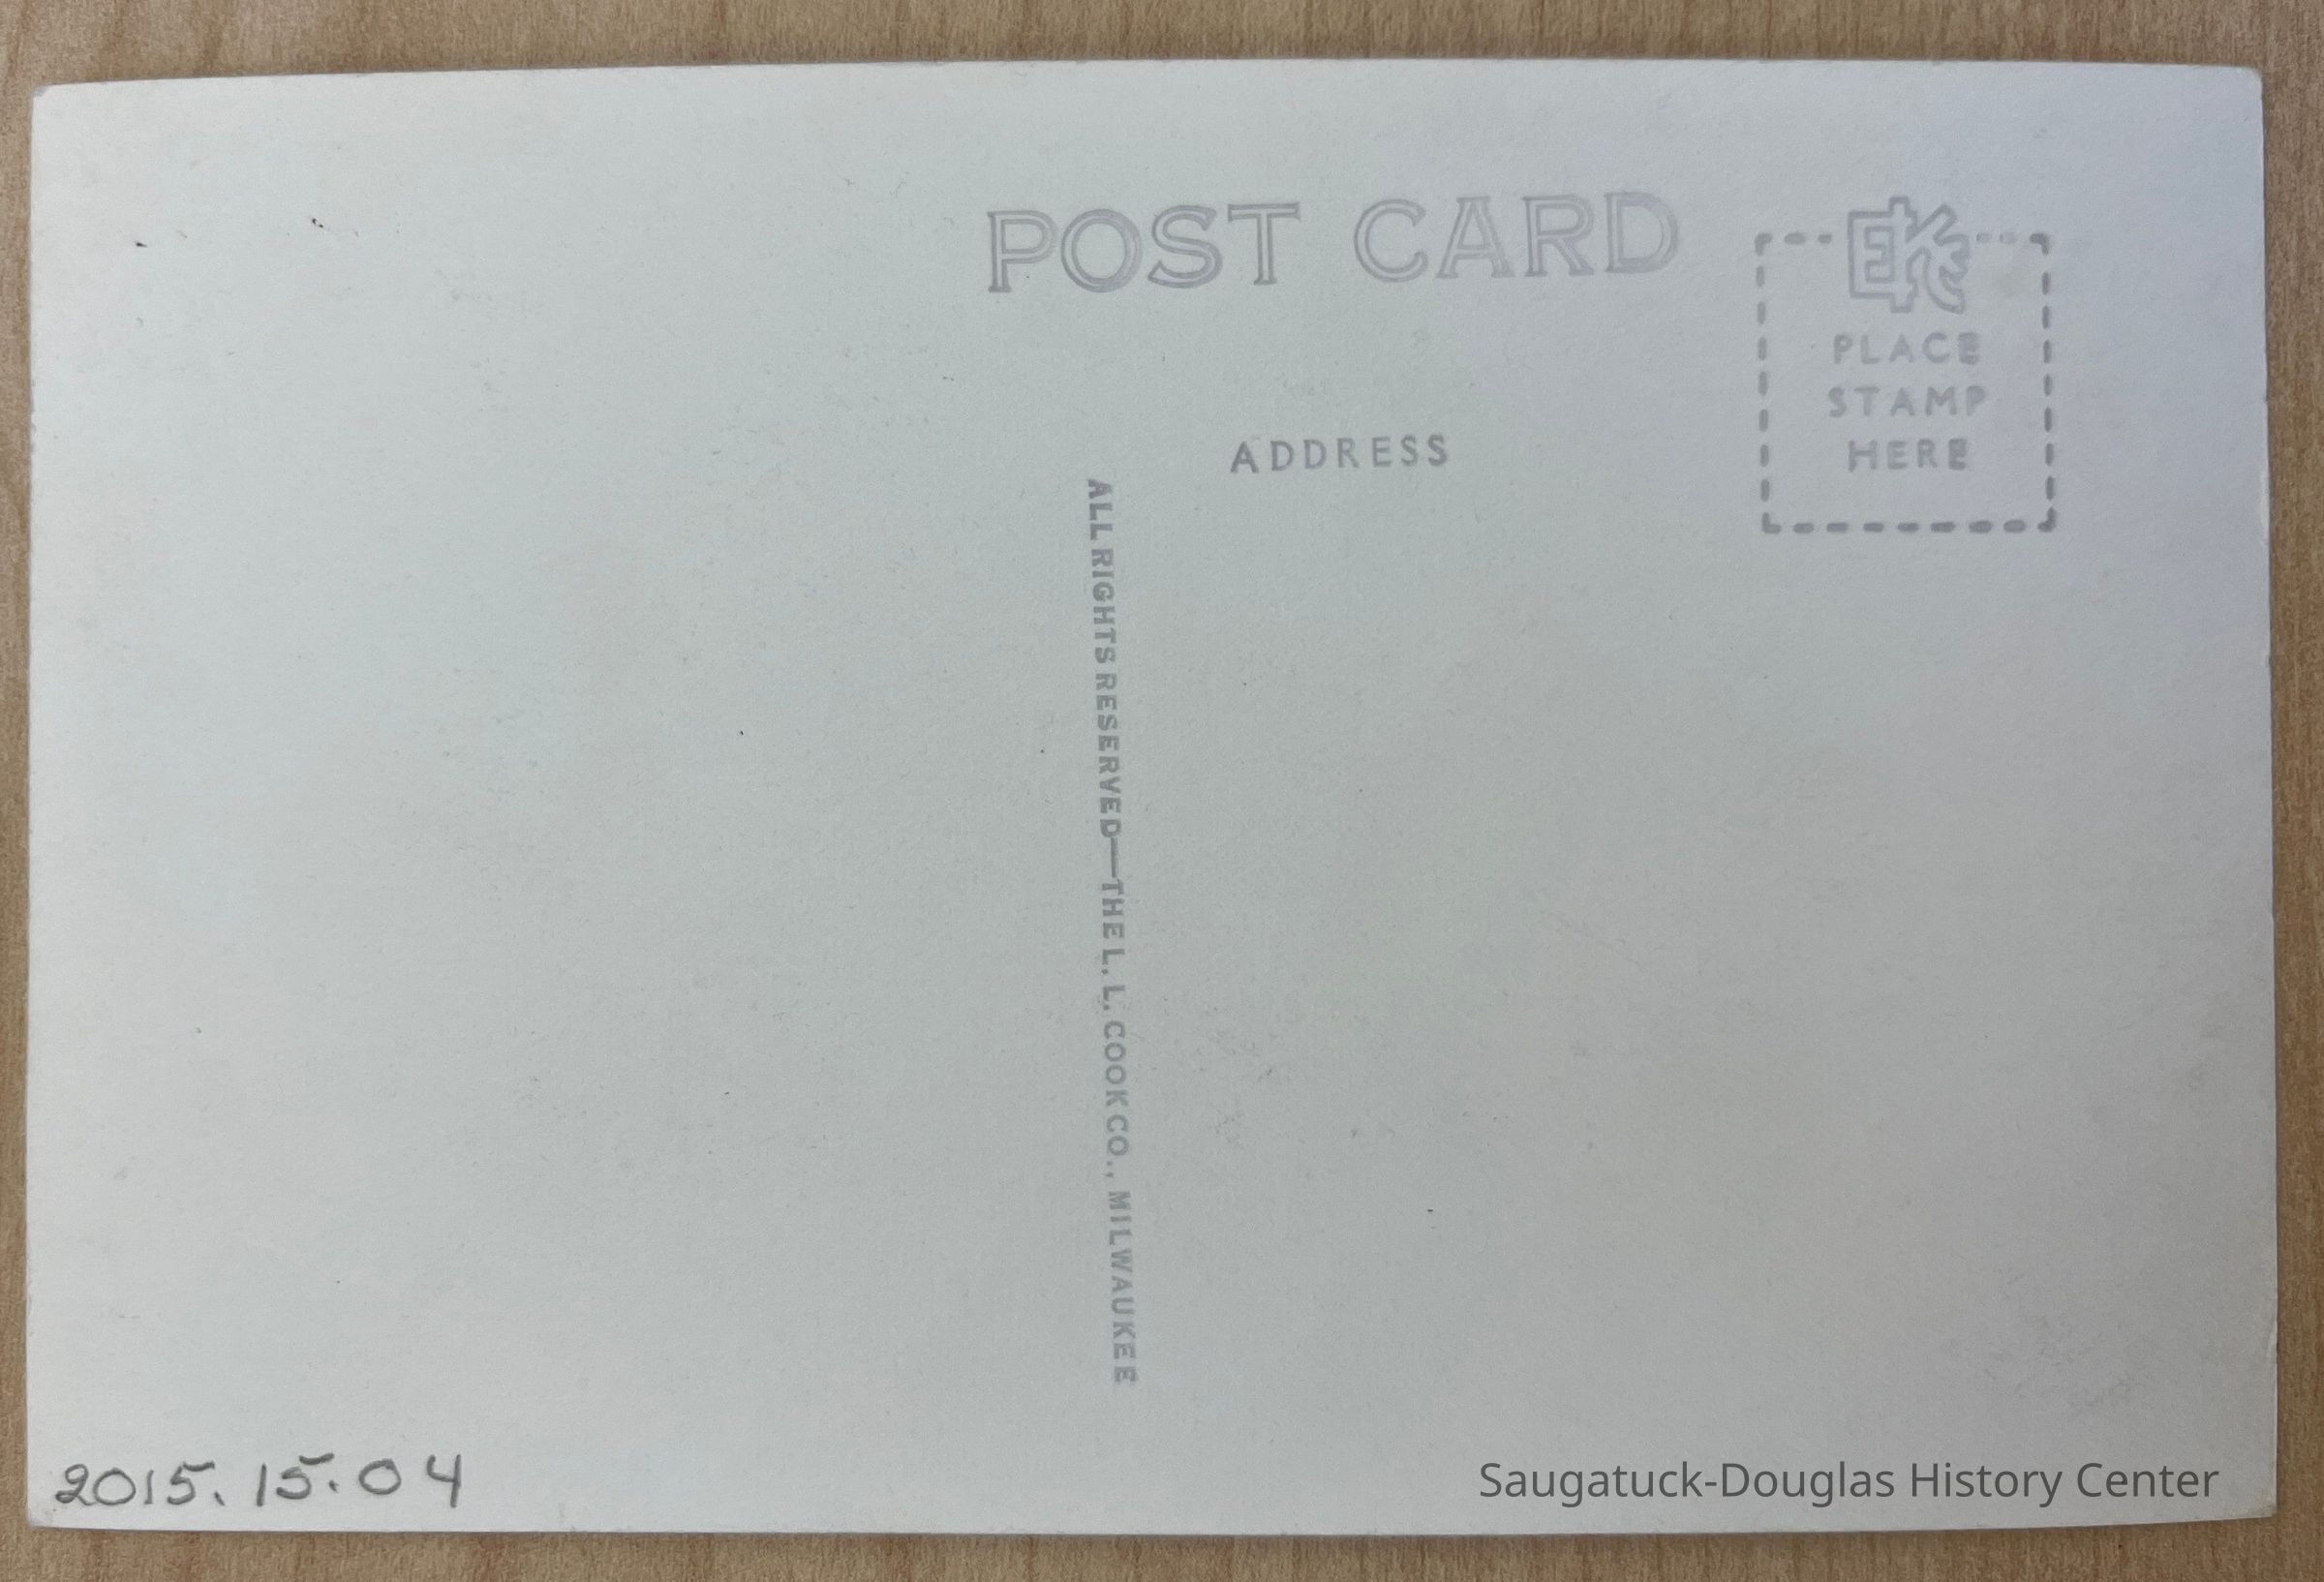 POST CARD
EKC
PLACE
STAMP
HERE
ADDRESS
ALL RIGHTS RESERVED—THE L. L. COOK CO., MILWAUKEE
2015.15.04
Saugatuck-Douglas History Center